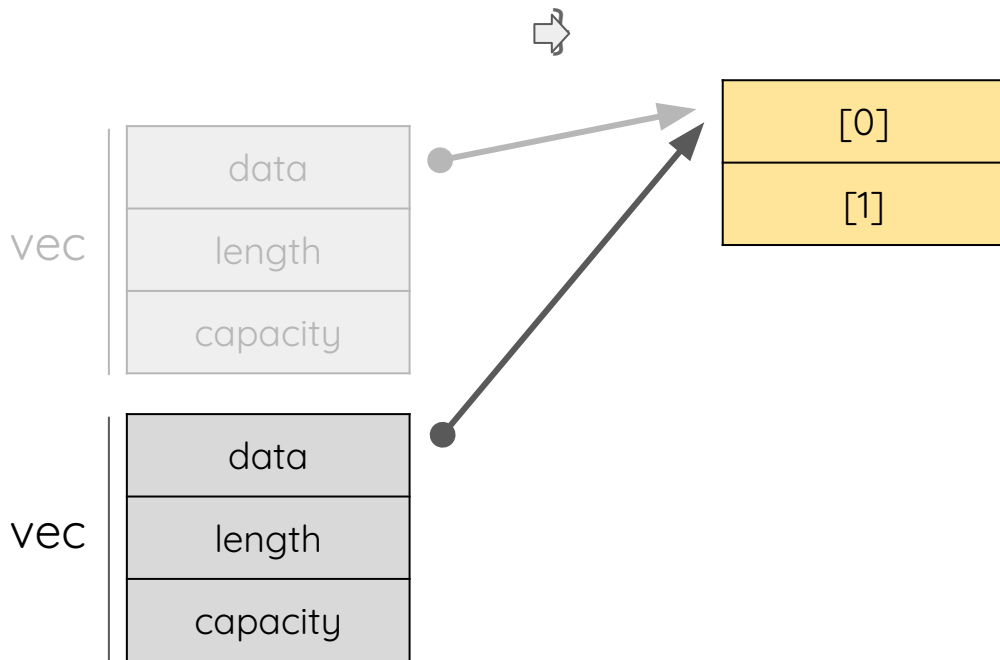 vec
data
length
capacity
[0]
[1]
vec
data
length
capacity